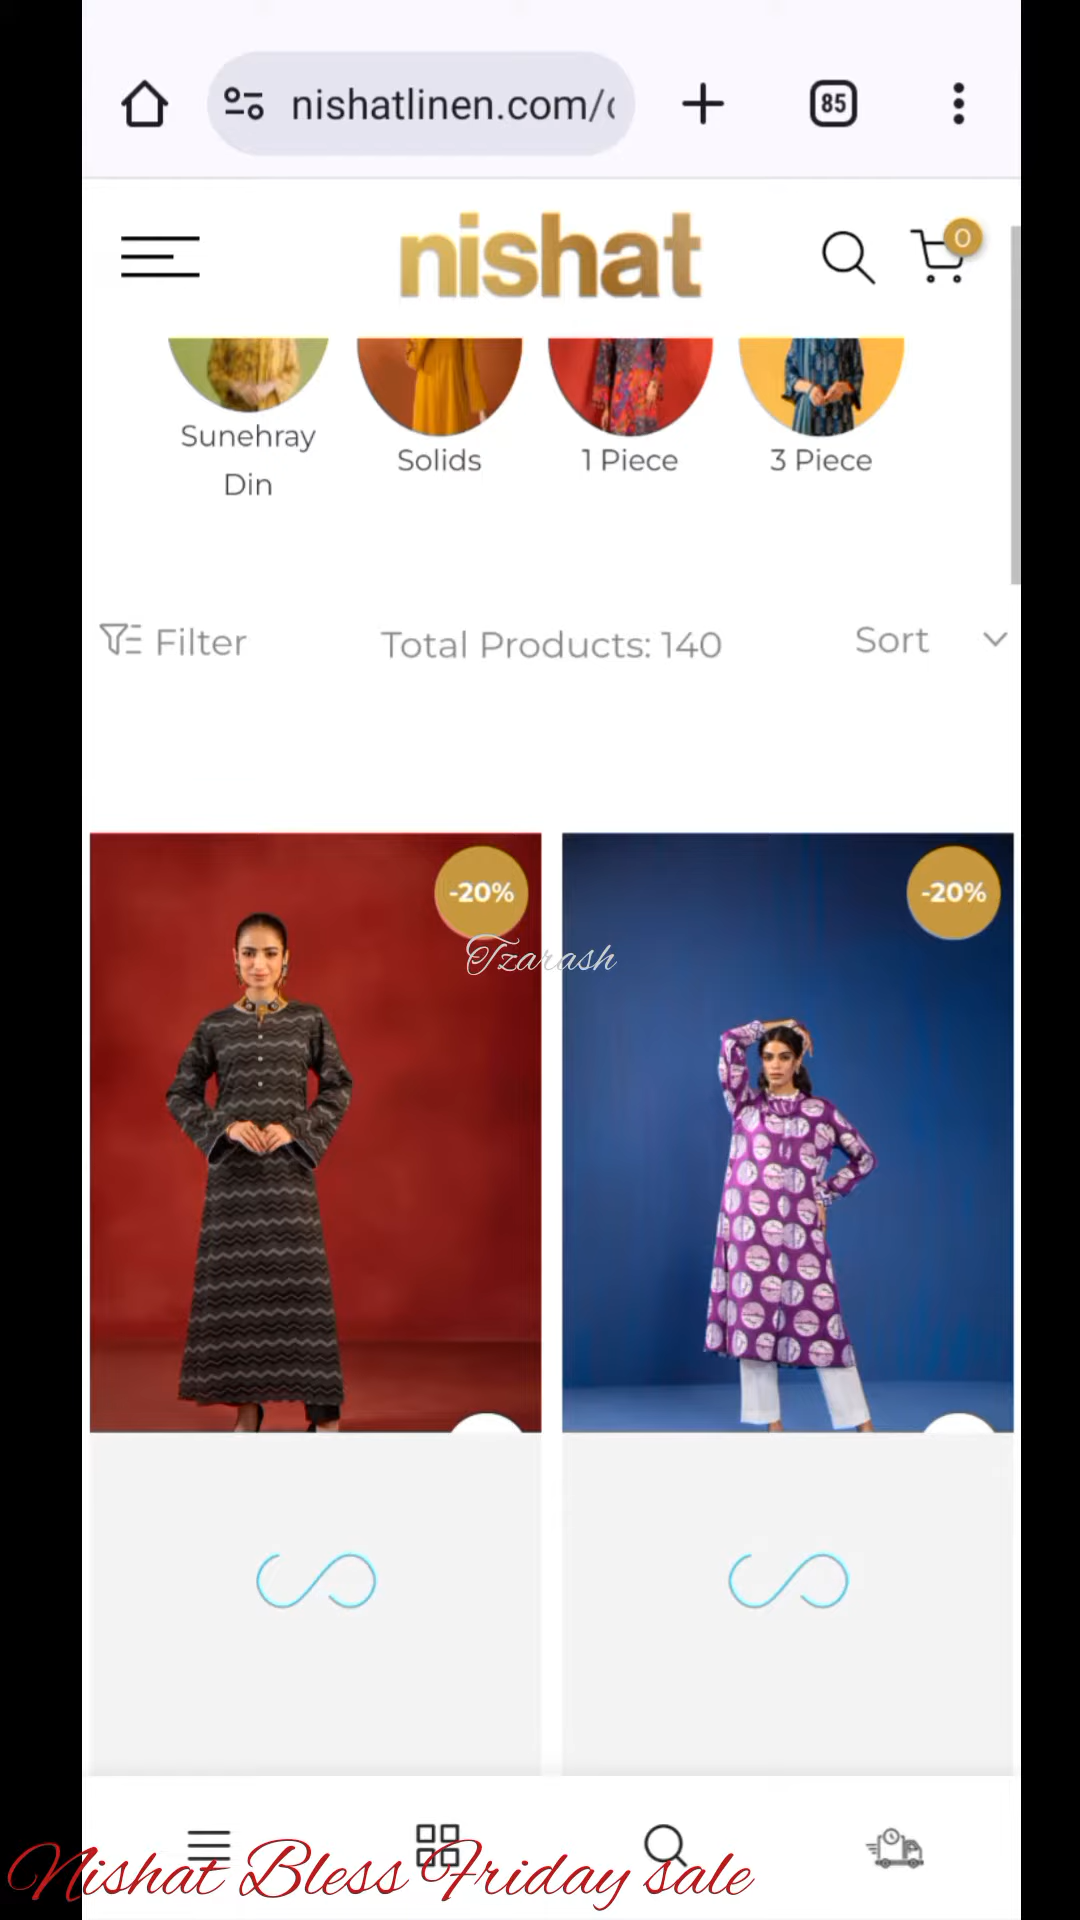 nishatlinen.com/
85
nishat
0
Sunehray
Din
Solids
1 Piece
3 Piece
Filter
Total Products: 140
Sort
-20%
-20%
Tzarash
Nishat Bless Friday sale